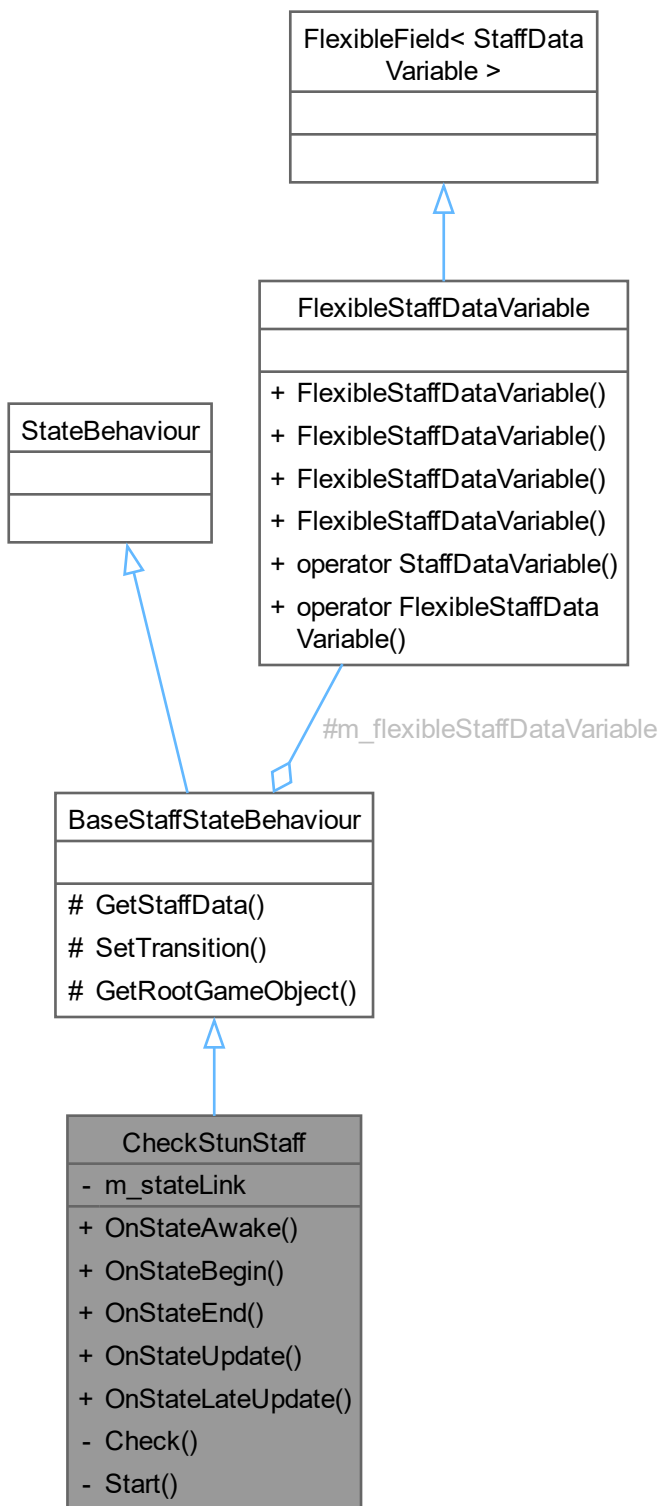 FlexibleField< StaffData
Variable >
FlexibleStaffDataVariable
+ FlexibleStaffDataVariable()
+ FlexibleStaffDataVariable()
+ FlexibleStaffDataVariable()
+ FlexibleStaffDataVariable()
+ operator StaffDataVariable()
+ operator FlexibleStaffData
Variable()
StateBehaviour
#m_flexibleStaffDataVariable
BaseStaffStateBehaviour
# GetStaffData()
# SetTransition()
# GetRootGameObject()
CheckStunStaff
- m_stateLink
+ OnStateAwake()
+ OnStateBegin()
+ OnStateEnd()
+ OnStateUpdate()
+ OnStateLateUpdate()
- Check()
- Start()